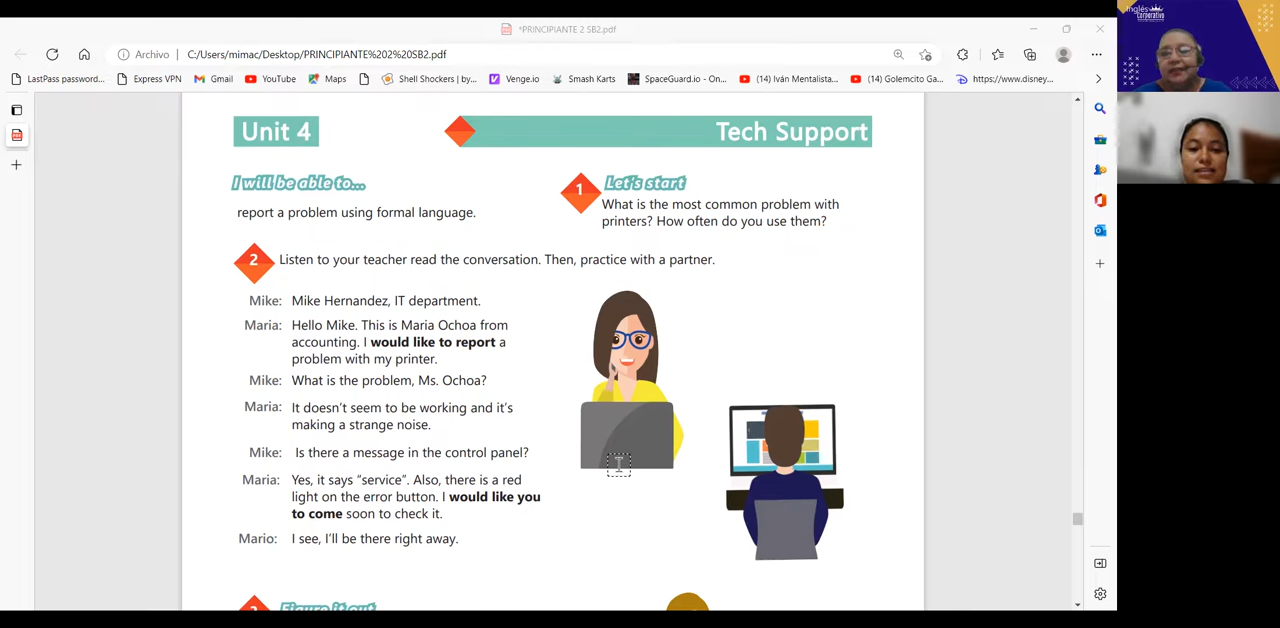 *PRINCIPIANTE 2 SB2.pdf
Archivo
C:/Users/mimac/Desktop/PRINCIPIANTE%202%20SB2.pdf
LastPass password...
Express VPN
Gmail
YouTube
Maps
Shell Shockers | by...
Venge.io
Smash Karts
SpaceGuard.io - On...
(14) Iván Mentalista...
(14) Golemcito Ga...
https://www.disney...
Inglés
Corporativo
Unit 4
Tech Support
I will be able to...
report a problem using formal language.
1 Let's start
What is the most common problem with
printers? How often do you use them?
2 Listen to your teacher read the conversation. Then, practice with a partner.
Mike: Mike Hernandez, IT department.
Maria: Hello Mike. This is Maria Ochoa from
accounting. I would like to report a
problem with my printer.
Mike: What is the problem, Ms. Ochoa?
Maria: It doesn't seem to be working and it's
making a strange noise.
Mike: Is there a message in the control panel?
Maria: Yes, it says "service". Also, there is a red
light on the error button. I would like you
to come soon to check it.
Mario: I see, I'll be there right away.
3 Figure it out